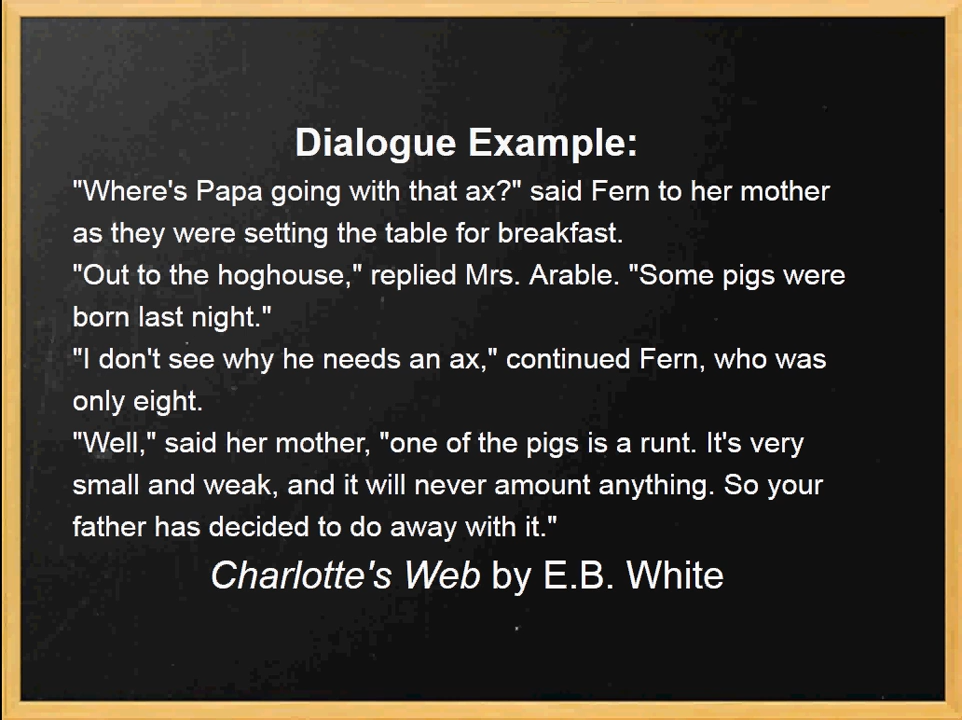 Dialogue Example:
"Where's Papa going with that ax?" said Fern to her mother
as they were setting the table for breakfast.
"Out to the hoghouse," replied Mrs. Arable. "Some pigs were
born last night."
"I don't see why he needs an ax," continued Fern, who was
only eight.
"Well," said her mother, "one of the pigs is a runt. It's very
small and weak, and it will never amount anything. So your
father has decided to do away with it."
Charlotte's Web by E.B. White